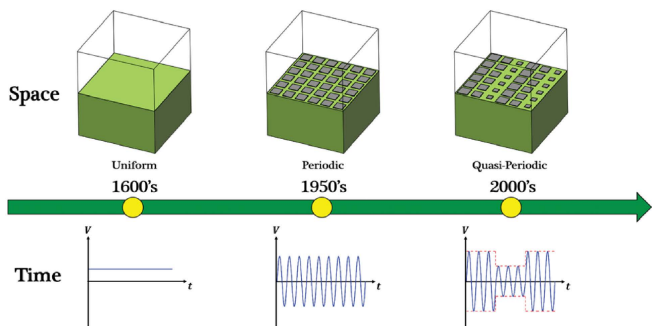 Space
Uniform
Periodic
Quasi-Periodic
1600's
1950's
2000's
Time
V
t
V
t
V
t